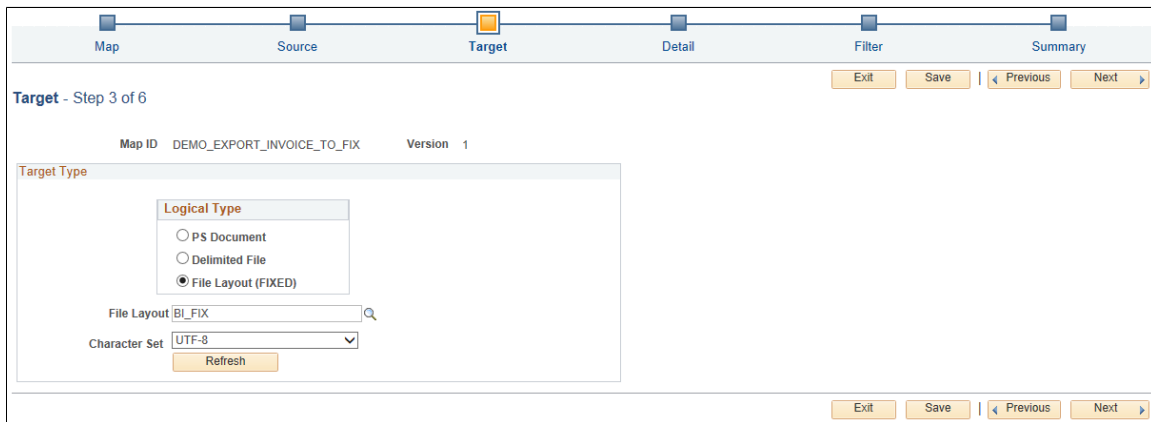 Map Source Target Detail Filter Summary
Exit Save | Previous Next
Target - Step 3 of 6
Map ID DEMO_EXPORT_INVOICE_TO_FIX Version 1
Target Type
Logical Type
PS Document
Delimited File
File Layout (FIXED)
File Layout BI_FIX
Character Set UTF-8
Refresh
Exit Save | Previous Next